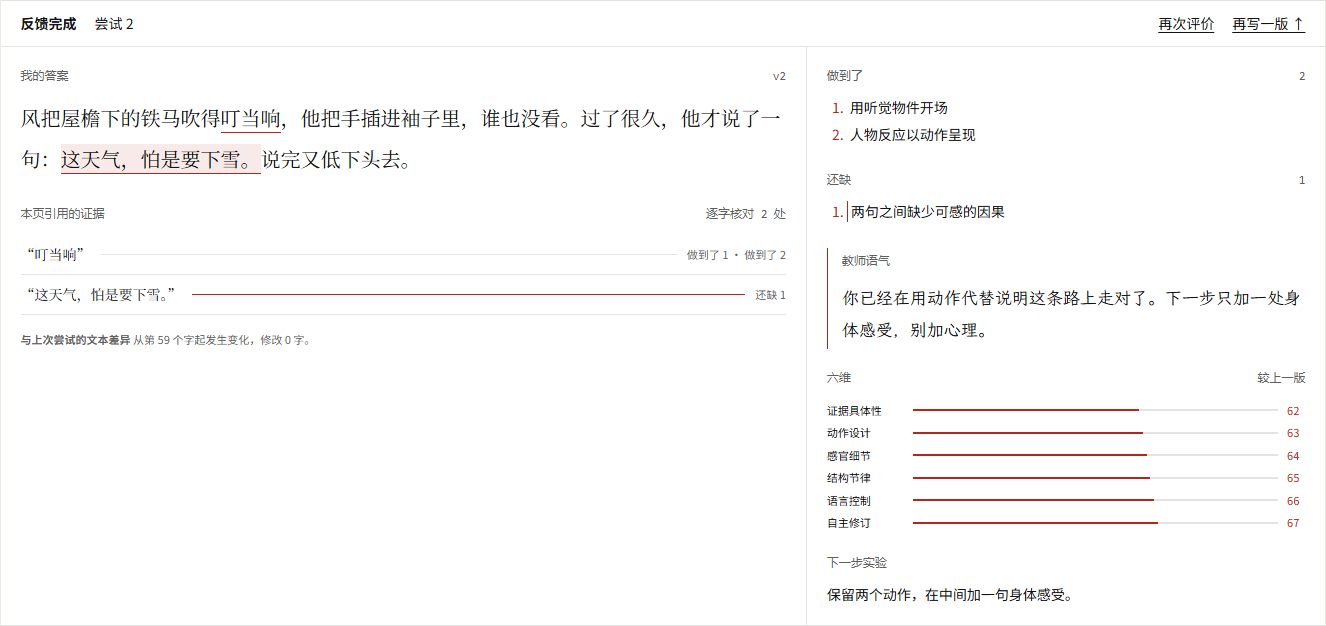 反馈完成 尝试 2
再次评价 再写一版 ↑
我的答案 v2
风把屋檐下的铁马吹得叮当响，他把手插进袖子里，谁也没看。过了很久，他才说了一
句：这天气，怕是要下雪。说完又低下头去。
本页引用的证据 逐字核对 2 处
“叮当响” 做到了 1 · 做到了 2
“这天气，怕是要下雪。” 还缺 1
与上次尝试的文本差异 从第 59 个字起发生变化，修改 0 字。
做到了 2
1. 用听觉物件开场
2. 人物反应以动作呈现
还缺 1
1. 两句之间缺少可感的因果
教师语气
你已经在用动作代替说明这条路上走对了。下一步只加一处身
体感受，别加心理。
六维 较上一版
证据具体性 62
动作设计 63
感官细节 64
结构节律 65
语言控制 66
自主修订 67
下一步实验
保留两个动作，在中间加一句身体感受。